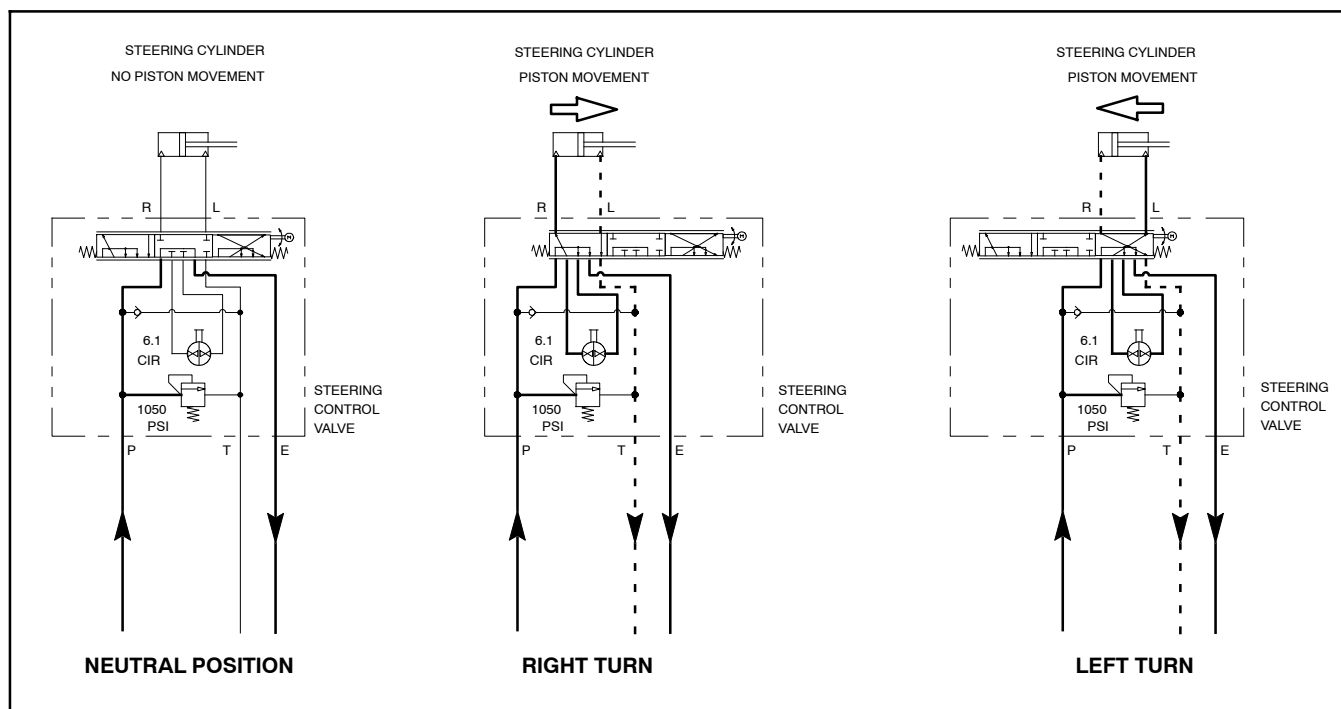 STEERING CYLINDER
NO PISTON MOVEMENT
R L
M
6.1
CIR
1050
PSI
STEERING
CONTROL
VALVE
P T E
NEUTRAL POSITION
STEERING CYLINDER
PISTON MOVEMENT
R L
M
6.1
CIR
1050
PSI
STEERING
CONTROL
VALVE
P T E
RIGHT TURN
STEERING CYLINDER
PISTON MOVEMENT
R L
M
6.1
CIR
1050
PSI
STEERING
CONTROL
VALVE
P T E
LEFT TURN